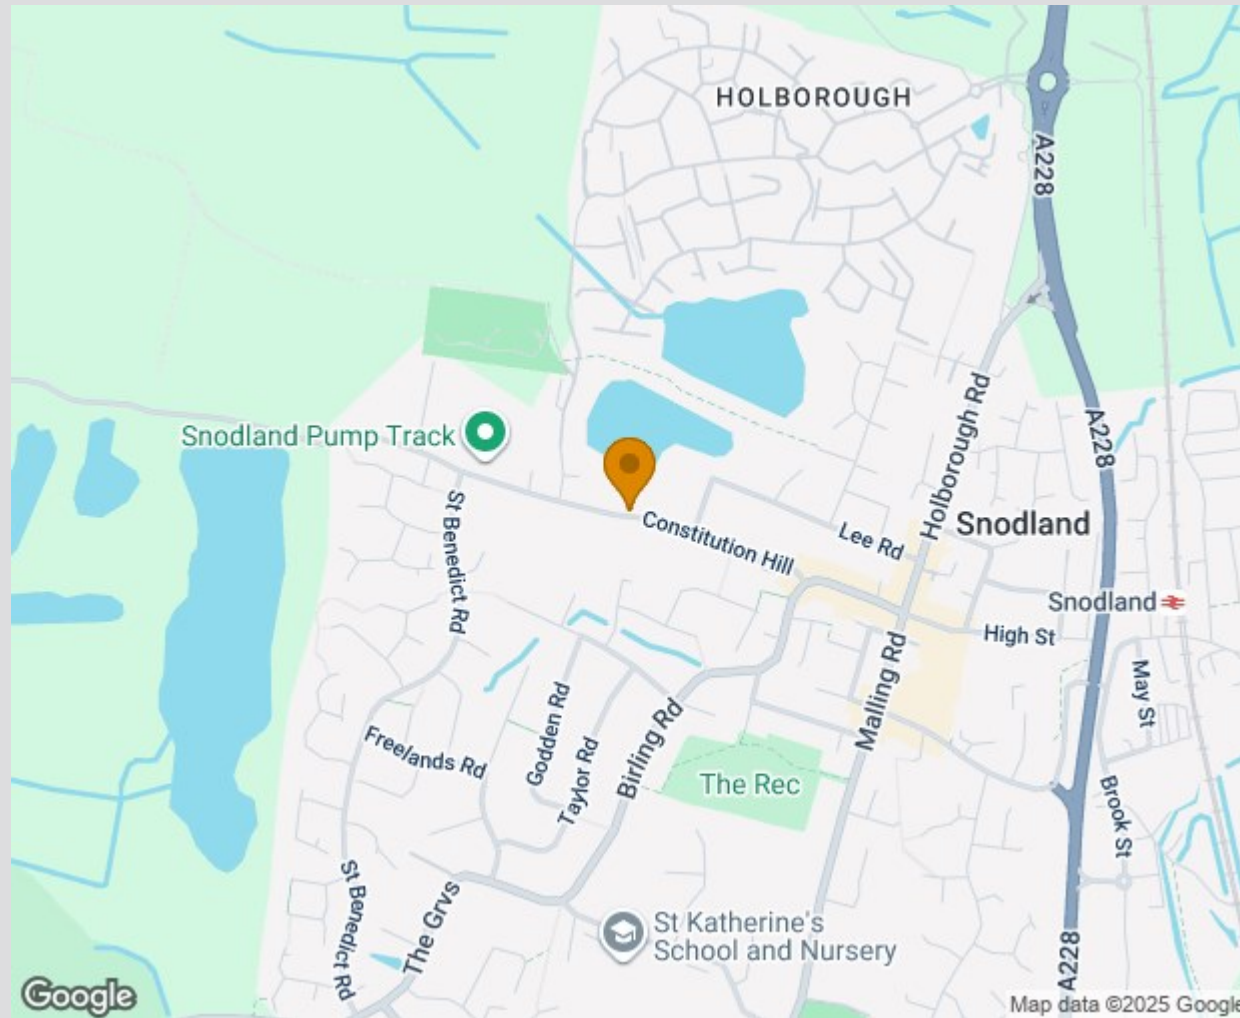 HOLBOROUGH
A228
Holborough Rd
A228
Snodland Pump Track
St Benedict Rd
Constitution Hill
Lee Rd
Snodland
Snodland
High St
Malling Rd
May St
Godden Rd
Taylor Rd
Birling Rd
Freelands Rd
The Rec
Brook St
St Benedict Rd
The Grvs
St Katherine's
School and Nursery
A228
Google
Map data ©2025 Google